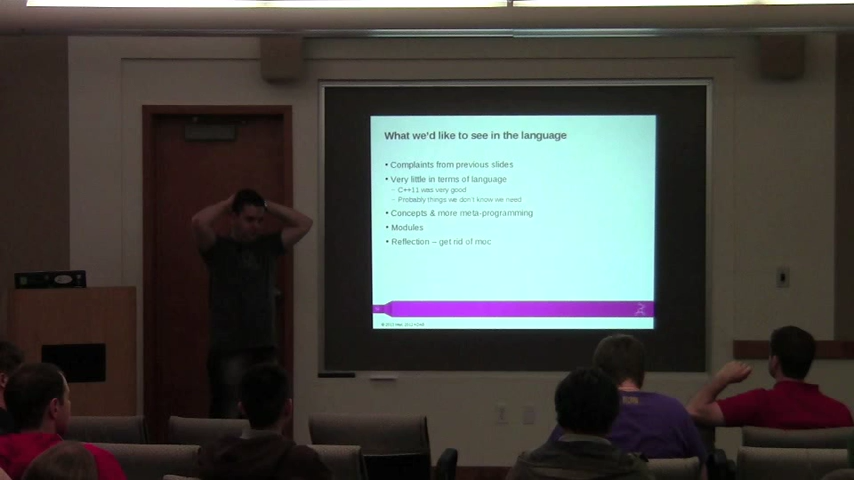 What we'd like to see in the language
• Complaints from previous slides
• Very little in terms of language
- C++11 was very good
- Probably things we don't know we need
• Concepts & more meta-programming
• Modules
• Reflection – get rid of moc